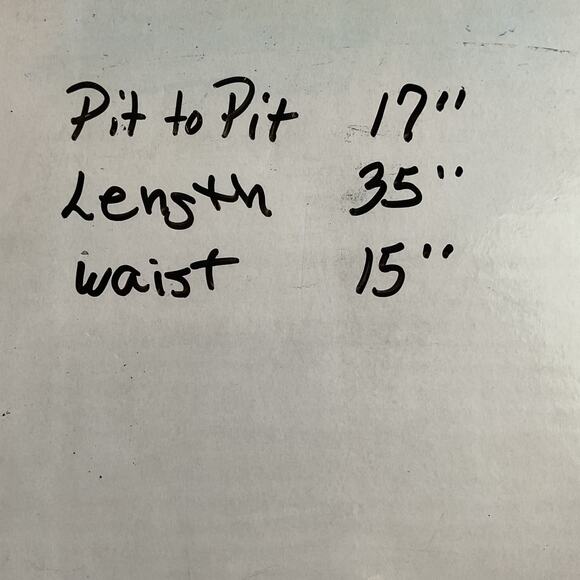 Pit to Pit 17"
Length 35"
waist 15"